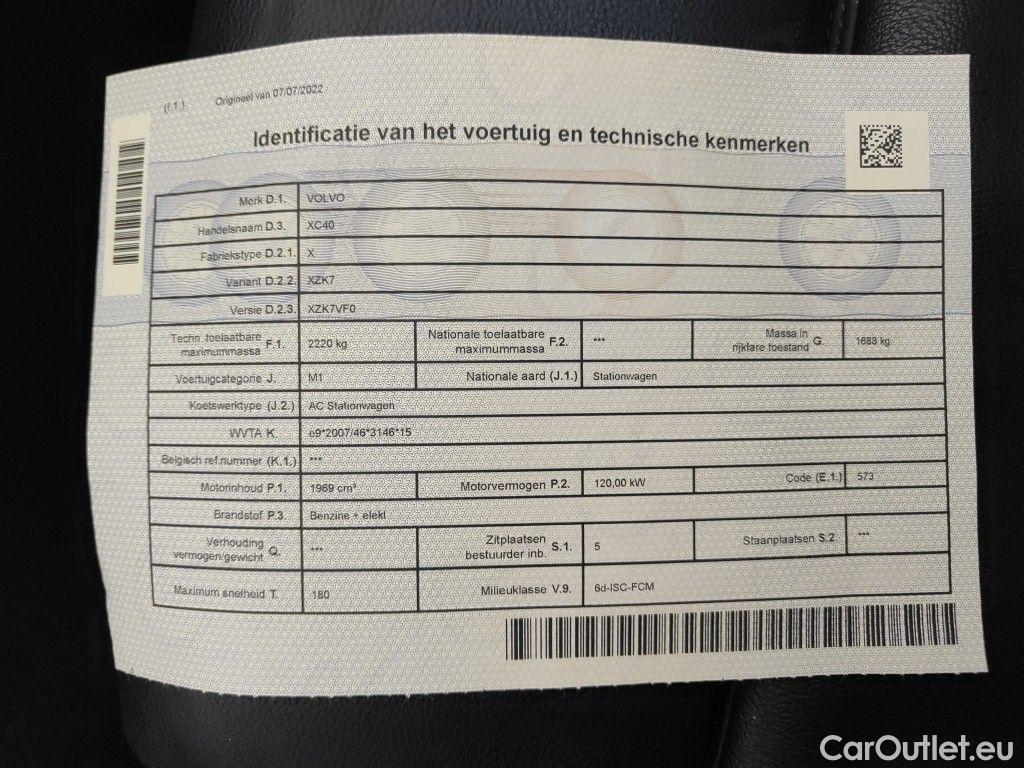 (f.1.) Origineel van 07/07/2022
Identificatie van het voertuig en technische kenmerken
Merk D.1. VOLVO
Handelsnaam D.3. XC40
Fabriekstype D.2.1. X
Variant D.2.2. XZK7
Versie D.2.3. XZK7VF0
Techn. toelaatbare maximummassa F.1. 2220 kg Nationale toelaatbare maximummassa F.2. *** Massa in rijklare toestand G. 1688 kg
Voertuigcategorie J. M1 Nationale aard (J.1.) Stationwagen
Koetswerktype (J.2.) AC Stationwagen
WVTA K. e9*2007/46*3146*15
Belgisch ref.nummer (K.1.) ***
Motorinhoud P.1. 1969 cm³ Motorvermogen P.2. 120,00 kW Code (E.1.) 573
Brandstof P.3. Benzine + elekt
Verhouding vermogen/gewicht Q. *** Zitplaatsen bestuurder inb. S.1. 5 Staanplaatsen S.2. ***
Maximum snelheid T. 180 Milieuklasse V.9. 6d-ISC-FCM
CarOutlet.eu